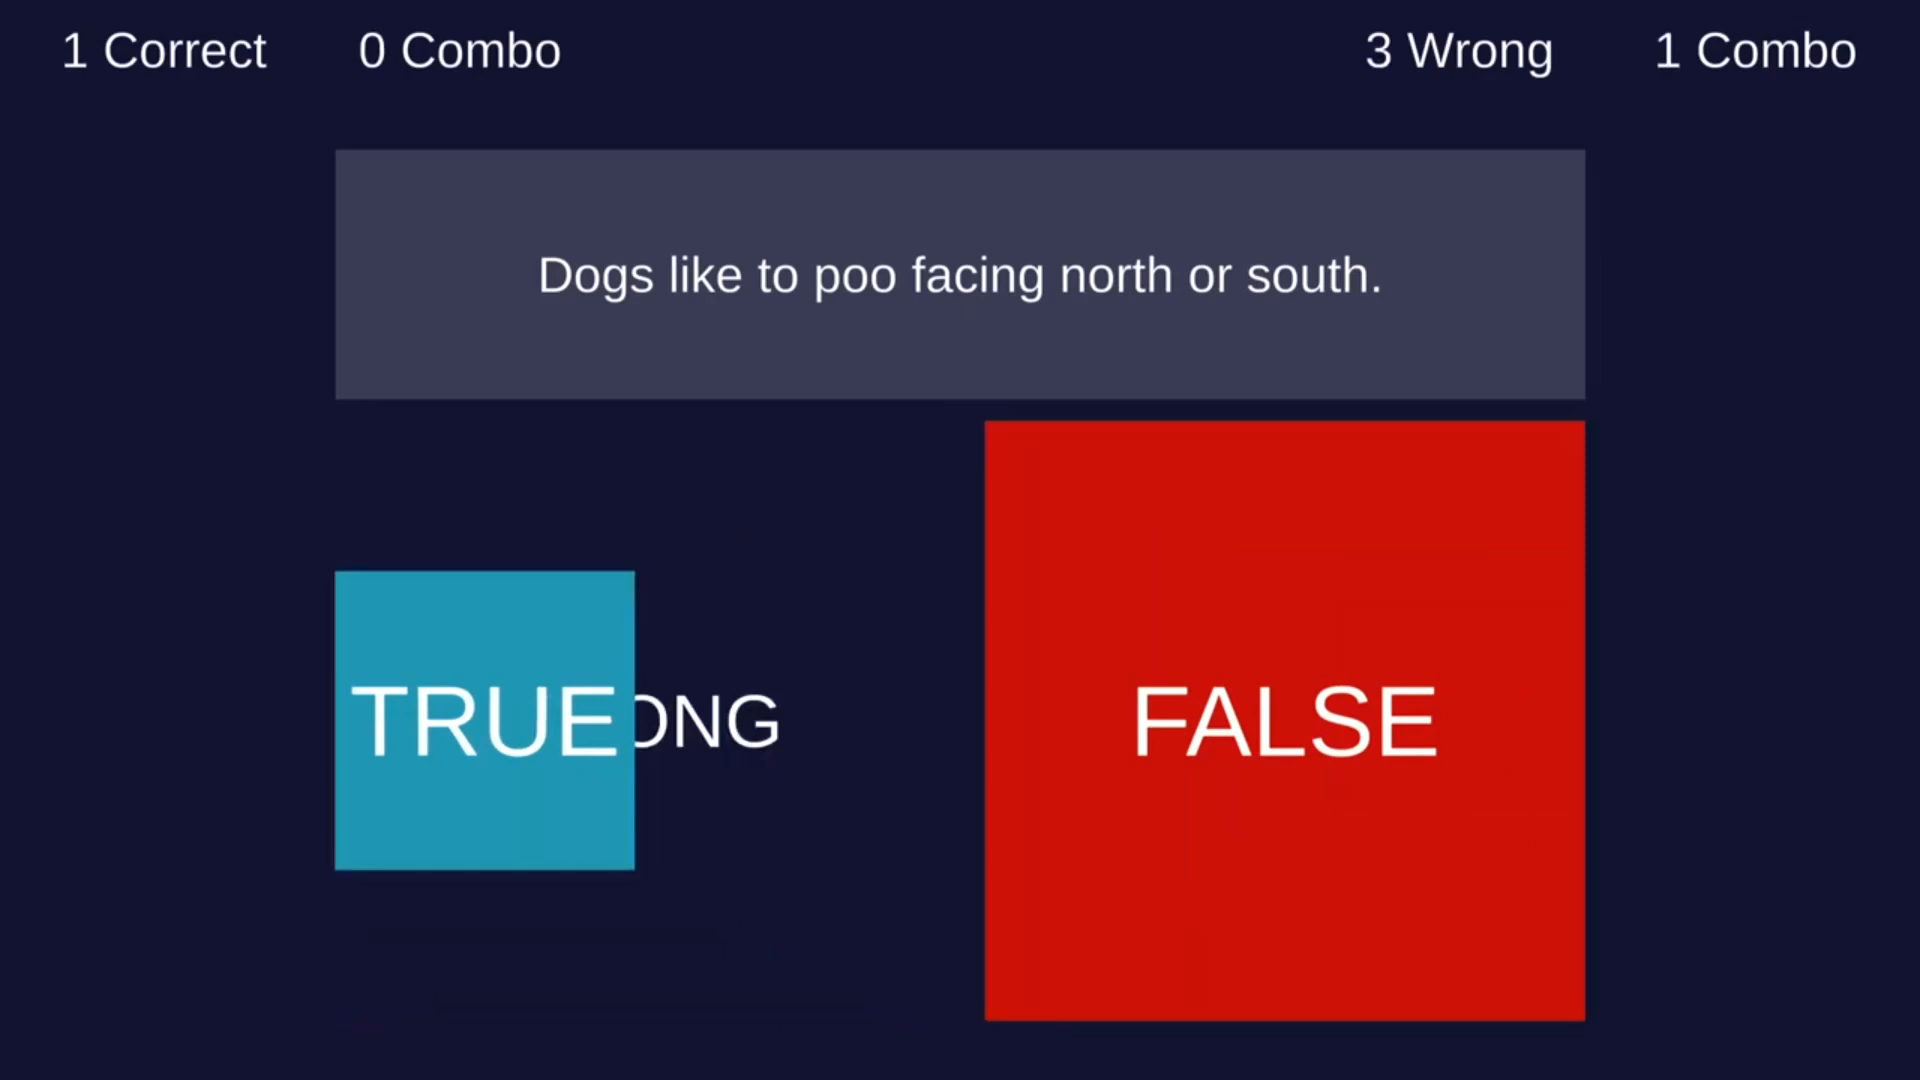 1 Correct 0 Combo 3 Wrong 1 Combo
Dogs like to poo facing north or south.
TRUE ONG FALSE